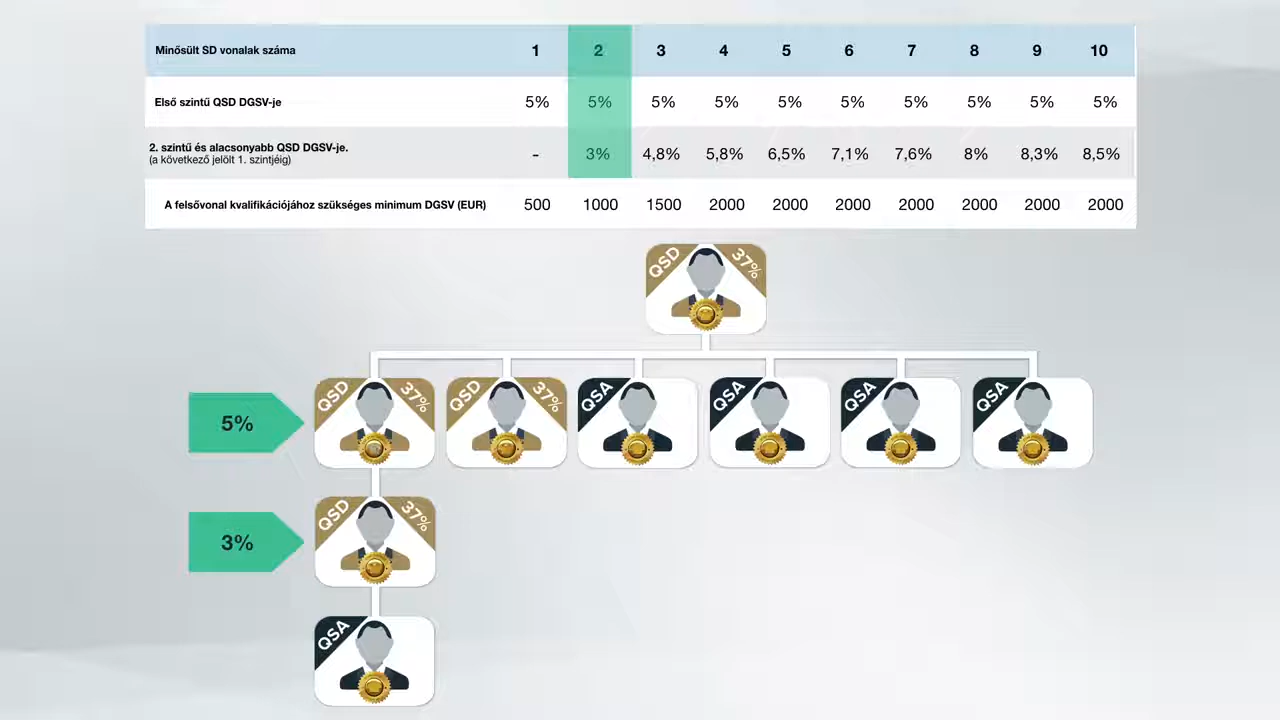 Minősült SD vonalak száma 1 2 3 4 5 6 7 8 9 10
Első szintű QSD DGSV-je 5% 5% 5% 5% 5% 5% 5% 5% 5% 5%
2. szintű és alacsonyabb QSD DGSV-je.
(a következő jelölt 1. szintjéig) - 3% 4,8% 5,8% 6,5% 7,1% 7,6% 8% 8,3% 8,5%
A felsővonal kvalifikációjához szükséges minimum DGSV (EUR) 500 1000 1500 2000 2000 2000 2000 2000 2000 2000
QSD 37%
5% QSD 37% QSD 37% QSA QSA QSA QSA
3% QSD 37%
QSA